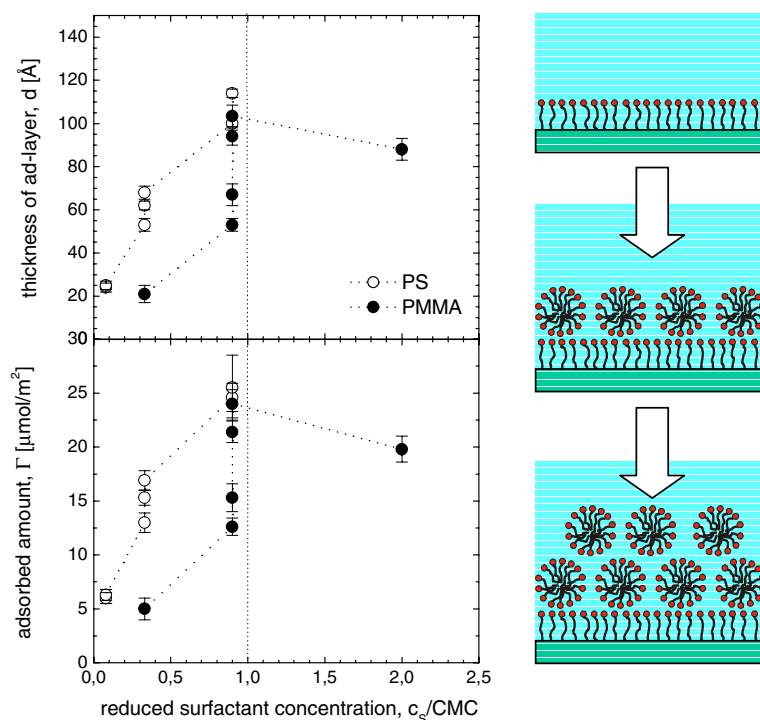 140
120
100
80
60
40
20
30
thickness of ad-layer, d [Å]
PS
PMMA
25
20
15
10
5
0
adsorbed amount, Γ [μmol/m²]
0,0 0,5 1,0 1,5 2,0 2,5
reduced surfactant concentration, c_S/CMC